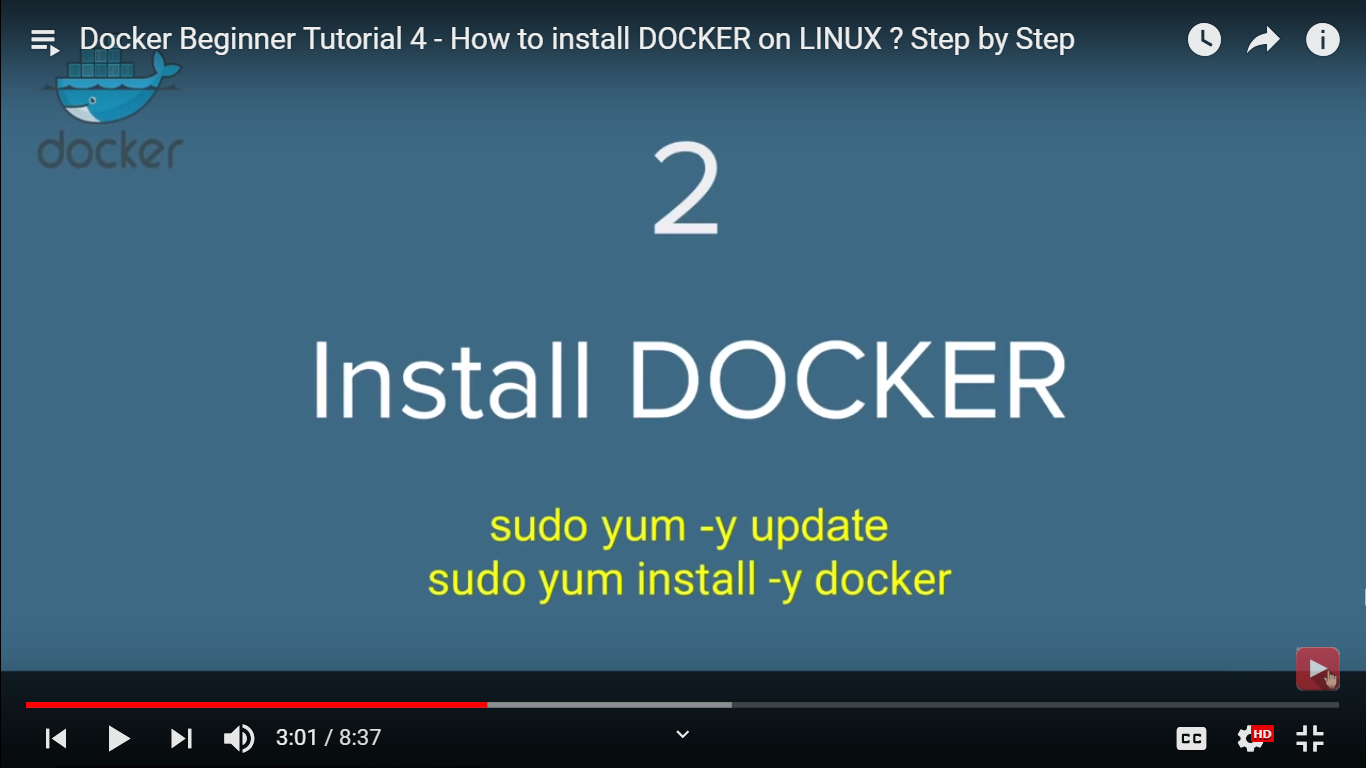 Docker Beginner Tutorial 4 - How to install DOCKER on LINUX ? Step by Step
docker
2
Install DOCKER
sudo yum -y update
sudo yum install -y docker
3:01 / 8:37
CC
HD